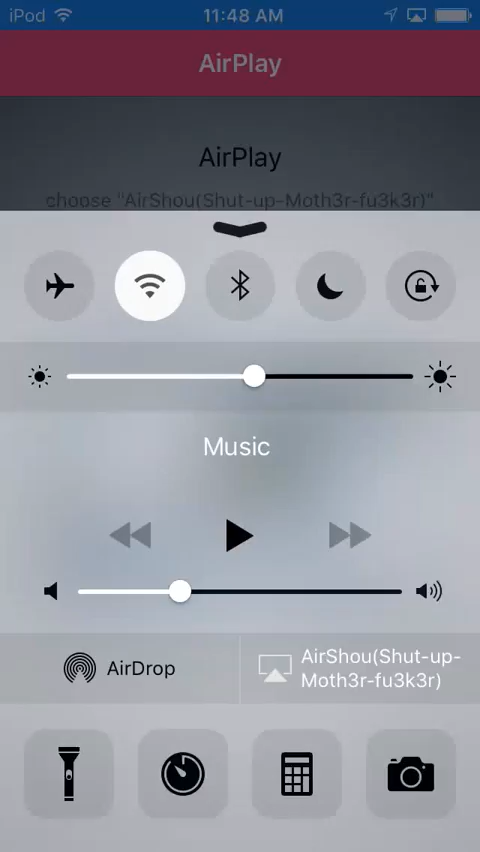 iPod 11:48 AM
AirPlay
AirPlay
choose "AirShou(Shut-up-Moth3r-fu3k3r)"
Music
AirDrop
AirShou(Shut-up-
Moth3r-fu3k3r)